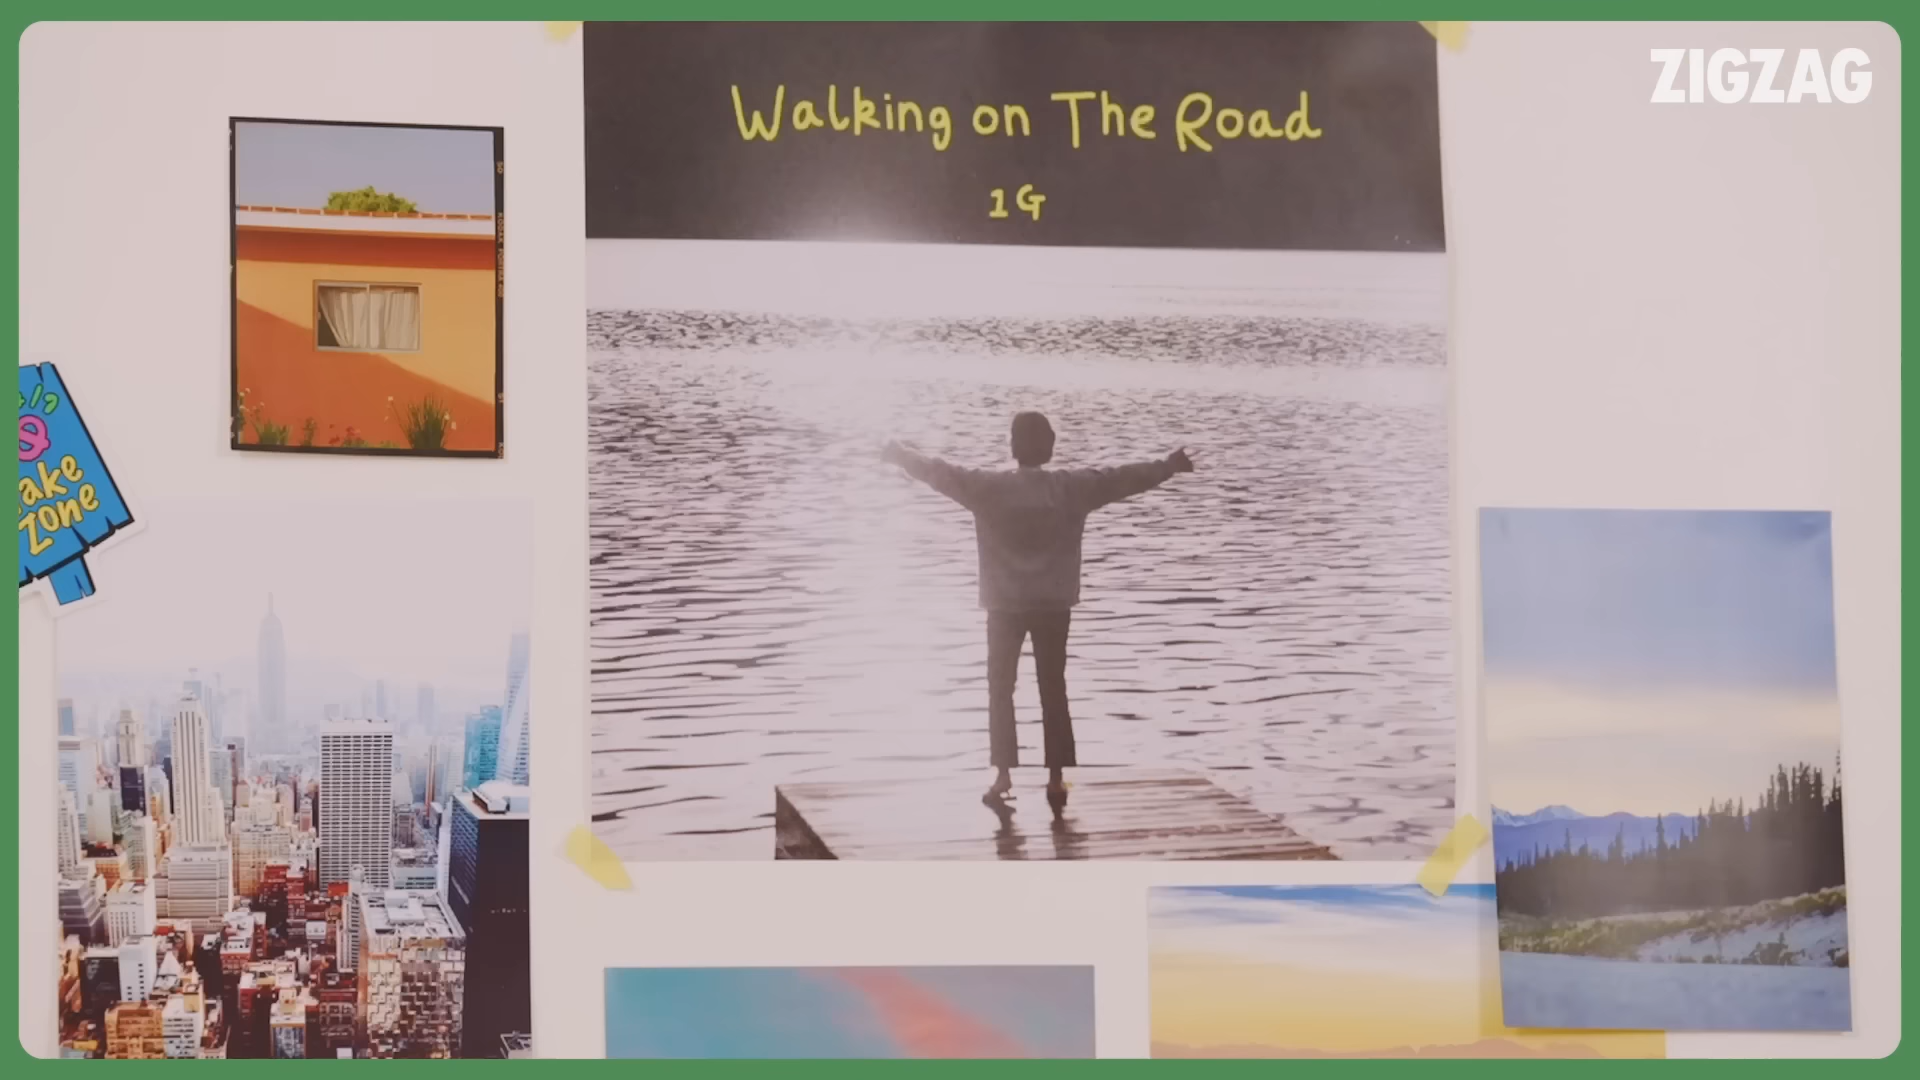 ZIGZAG
Walking on The Road
1G
ake
Zone